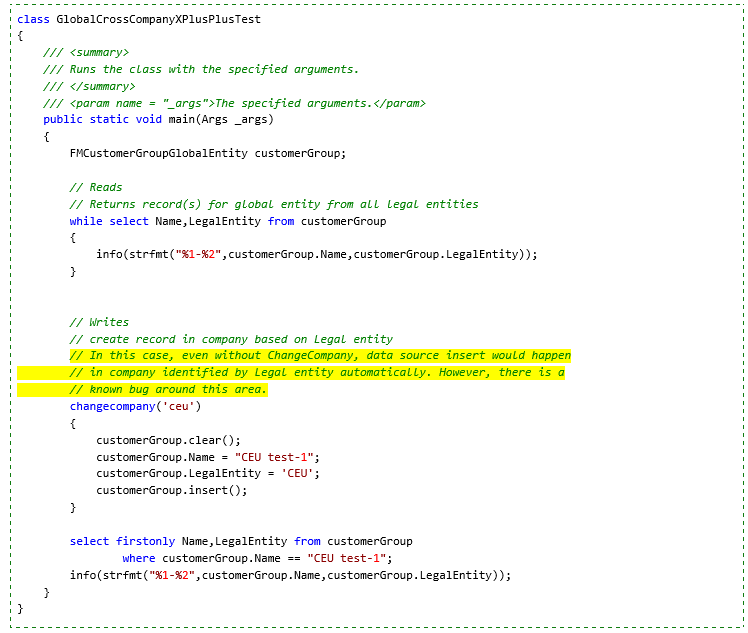 class GlobalCrossCompanyXPlusPlusTest
{
/// <summary>
/// Runs the class with the specified arguments.
/// </summary>
/// <param name = "_args">The specified arguments.</param>
public static void main(Args _args)
{
FMCustomerGroupGlobalEntity customerGroup;
// Reads
// Returns record(s) for global entity from all legal entities
while select Name,LegalEntity from customerGroup
{
info(strfmt("%1-%2",customerGroup.Name,customerGroup.LegalEntity));
}
// Writes
// create record in company based on Legal entity
// In this case, even without ChangeCompany, data source insert would happen
// in company identified by Legal entity automatically. However, there is a
// known bug around this area.
changecompany('ceu')
{
customerGroup.clear();
customerGroup.Name = "CEU test-1";
customerGroup.LegalEntity = 'CEU';
customerGroup.insert();
}
select firstonly Name,LegalEntity from customerGroup
where customerGroup.Name == "CEU test-1";
info(strfmt("%1-%2",customerGroup.Name,customerGroup.LegalEntity));
}
}